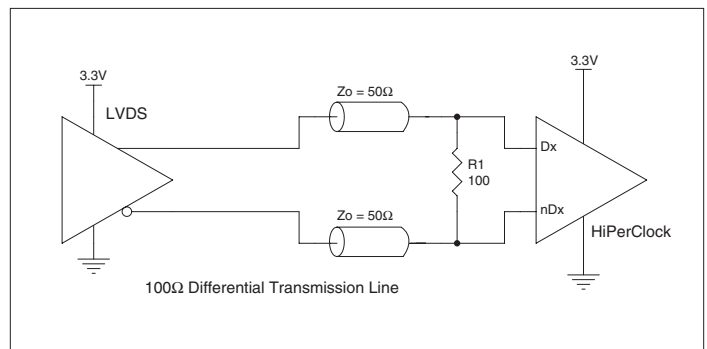 3.3V
LVDS
Zo = 50Ω
3.3V
R1
100
Dx
nDx
Zo = 50Ω
HiPerClock
100Ω Differential Transmission Line